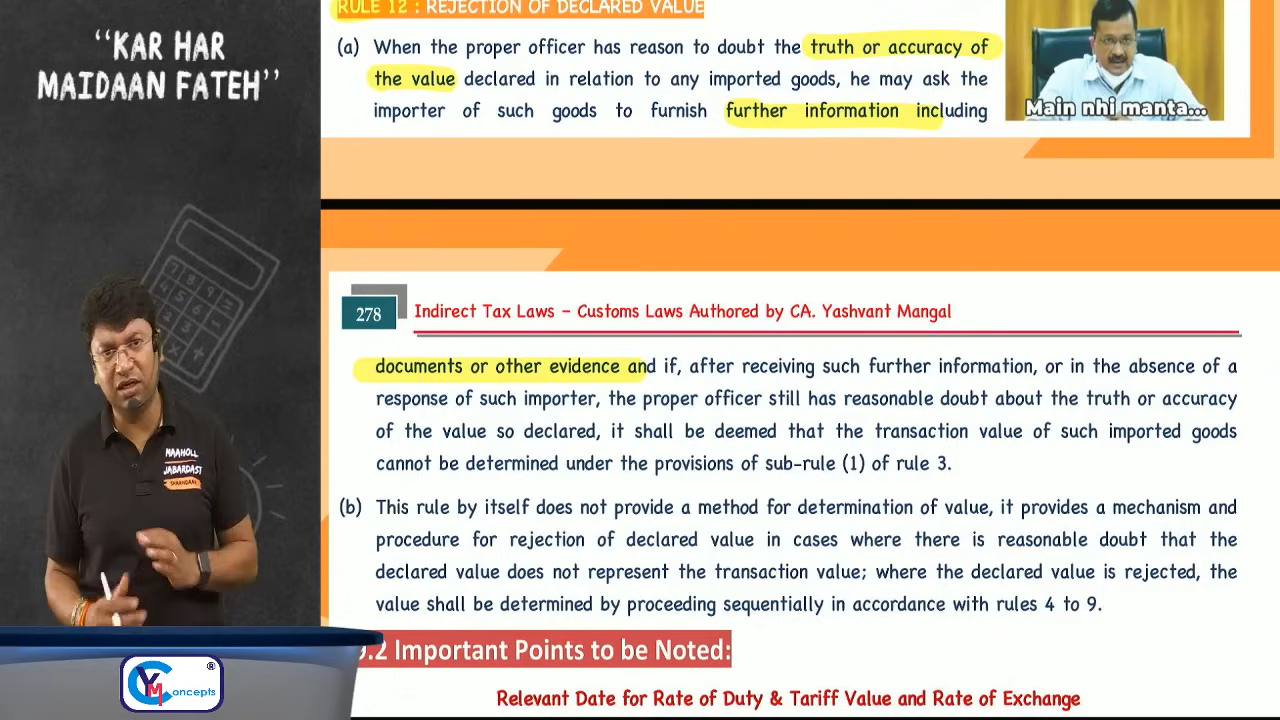 “KAR HAR
MAIDAAN FATEH”
RULE 12 : REJECTION OF DECLARED VALUE
(a) When the proper officer has reason to doubt the truth or accuracy of
the value declared in relation to any imported goods, he may ask the
importer of such goods to furnish further information including
Main nhi manta...
278
Indirect Tax Laws – Customs Laws Authored by CA. Yashvant Mangal
documents or other evidence and if, after receiving such further information, or in the absence of a
response of such importer, the proper officer still has reasonable doubt about the truth or accuracy
of the value so declared, it shall be deemed that the transaction value of such imported goods
cannot be determined under the provisions of sub-rule (1) of rule 3.
(b) This rule by itself does not provide a method for determination of value, it provides a mechanism and
procedure for rejection of declared value in cases where there is reasonable doubt that the
declared value does not represent the transaction value; where the declared value is rejected, the
value shall be determined by proceeding sequentially in accordance with rules 4 to 9.
.2 Important Points to be Noted:
Relevant Date for Rate of Duty & Tariff Value and Rate of Exchange
MAAHOLL
JABARDAST
SHAANDAAR
CYM oncepts ®
789=